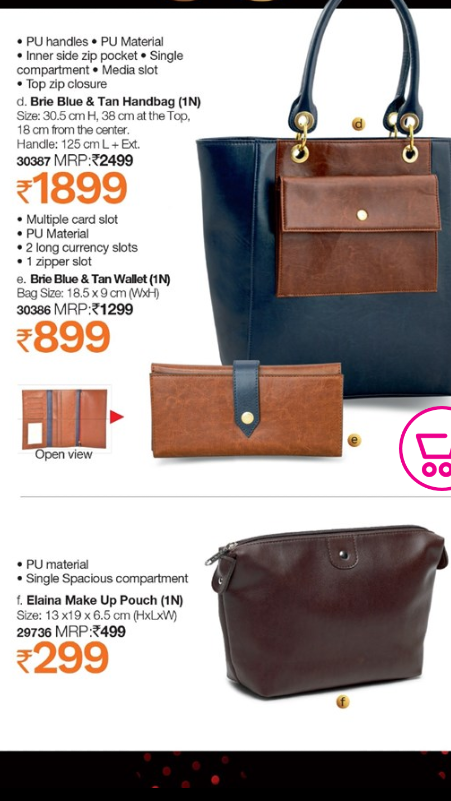 • PU handles • PU Material
• Inner side zip pocket • Single
compartment • Media slot
• Top zip closure
d. Brie Blue & Tan Handbag (1N)
Size: 30.5 cm H, 38 cm at the Top,
18 cm from the center.
Handle: 125 cm L + Ext.
30387 MRP:₹2499
₹1899
d
• Multiple card slot
• PU Material
• 2 long currency slots
• 1 zipper slot
e. Brie Blue & Tan Wallet (1N)
Bag Size: 18.5 x 9 cm (WxH)
30386 MRP:₹1299
₹899
Open view
e
• PU material
• Single Spacious compartment
f. Elaina Make Up Pouch (1N)
Size: 13 x19 x 6.5 cm (HxLxW)
29736 MRP:₹499
₹299
f